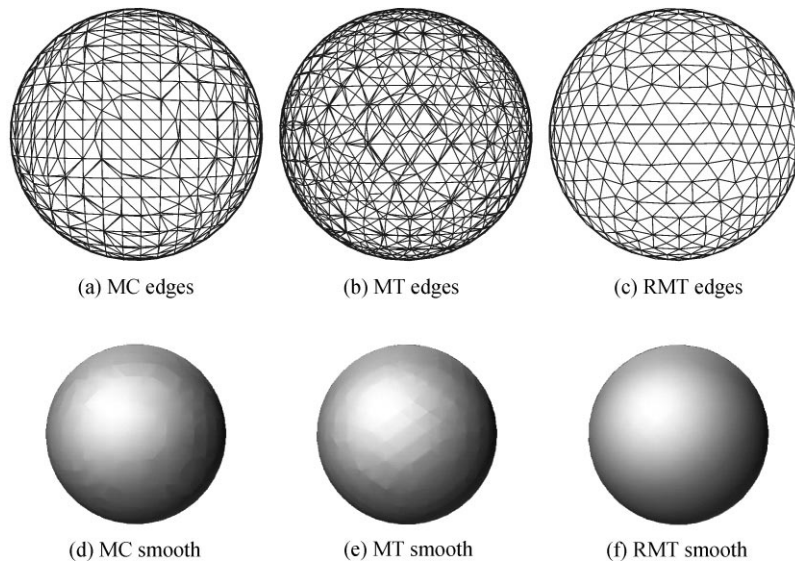 (a) MC edges
(b) MT edges
(c) RMT edges
(d) MC smooth
(e) MT smooth
(f) RMT smooth